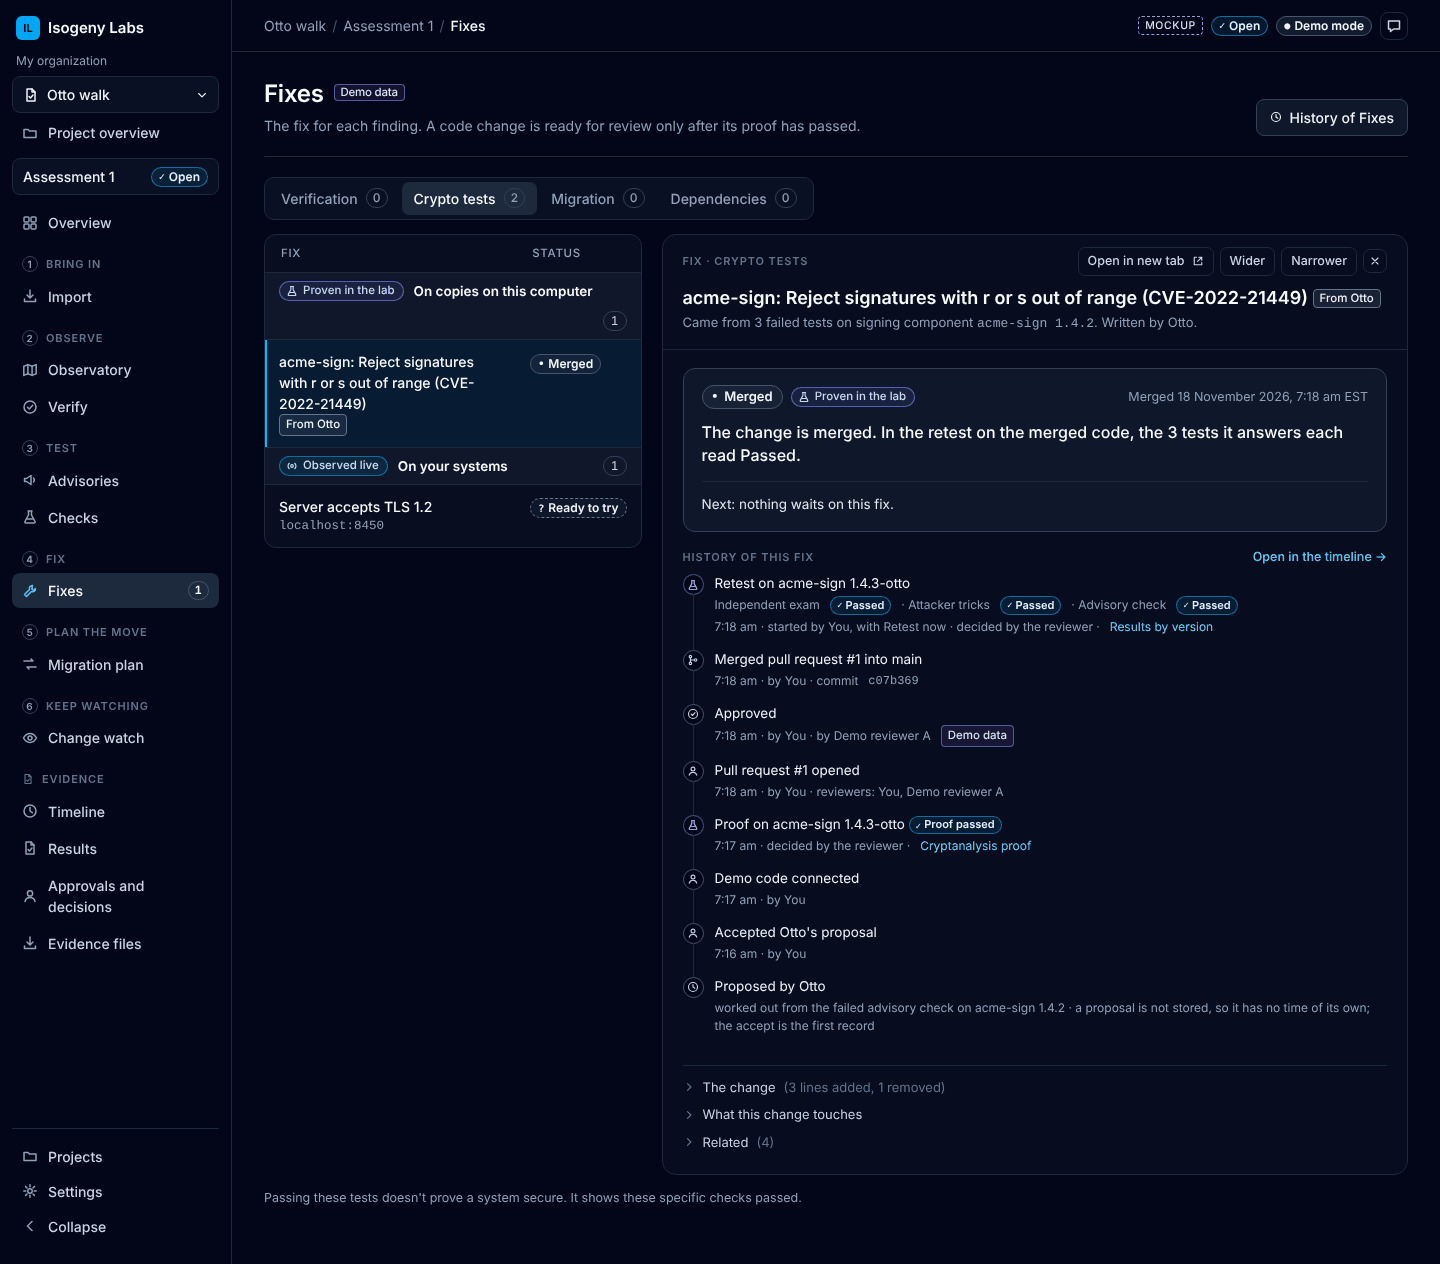 IL Isogeny Labs
My organization
Otto walk
Project overview
Assessment 1 ✓ Open
Overview
1 BRING IN
Import
2 OBSERVE
Observatory
Verify
3 TEST
Advisories
Checks
4 FIX
Fixes 1
5 PLAN THE MOVE
Migration plan
6 KEEP WATCHING
Change watch
EVIDENCE
Timeline
Results
Approvals and
decisions
Evidence files
Projects
Settings
Collapse
Otto walk / Assessment 1 / Fixes
MOCKUP ✓ Open ● Demo mode
Fixes Demo data
The fix for each finding. A code change is ready for review only after its proof has passed.
History of Fixes
Verification 0 Crypto tests 2 Migration 0 Dependencies 0
FIX STATUS
Proven in the lab On copies on this computer
1
acme-sign: Reject signatures
with r or s out of range (CVE-
2022-21449)
From Otto
• Merged
Observed live On your systems 1
Server accepts TLS 1.2
localhost:8450
? Ready to try
FIX · CRYPTO TESTS
Open in new tab Wider Narrower ×
acme-sign: Reject signatures with r or s out of range (CVE-2022-21449) From Otto
Came from 3 failed tests on signing component acme-sign 1.4.2. Written by Otto.
• Merged Proven in the lab Merged 18 November 2026, 7:18 am EST
The change is merged. In the retest on the merged code, the 3 tests it answers each
read Passed.
Next: nothing waits on this fix.
HISTORY OF THIS FIX Open in the timeline →
Retest on acme-sign 1.4.3-otto
Independent exam ✓ Passed · Attacker tricks ✓ Passed · Advisory check ✓ Passed
7:18 am · started by You, with Retest now · decided by the reviewer · Results by version
Merged pull request #1 into main
7:18 am · by You · commit c07b369
Approved
7:18 am · by You · by Demo reviewer A Demo data
Pull request #1 opened
7:18 am · by You · reviewers: You, Demo reviewer A
Proof on acme-sign 1.4.3-otto ✓ Proof passed
7:17 am · decided by the reviewer · Cryptanalysis proof
Demo code connected
7:17 am · by You
Accepted Otto's proposal
7:16 am · by You
Proposed by Otto
worked out from the failed advisory check on acme-sign 1.4.2 · a proposal is not stored, so it has no time of its own;
the accept is the first record
The change (3 lines added, 1 removed)
What this change touches
Related (4)
Passing these tests doesn't prove a system secure. It shows these specific checks passed.